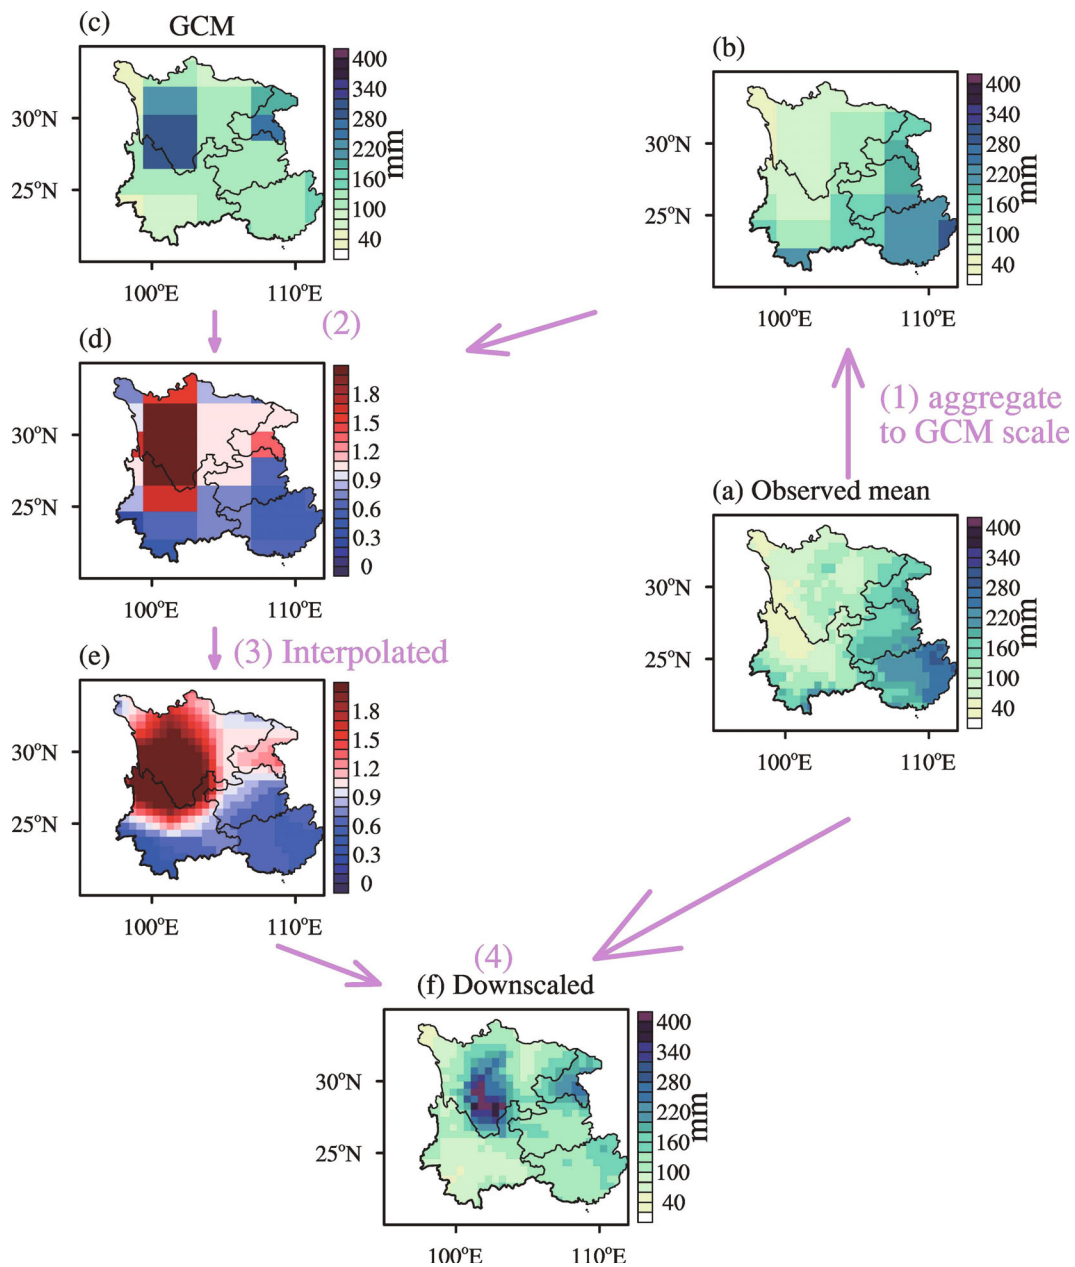 (c)
GCM
400
340
280
220
160
100
40
mm
30°N
25°N
100°E
110°E
(b)
400
340
280
220
160
100
40
mm
30°N
25°N
100°E
110°E
(2)
(d)
1.8
1.5
1.2
0.9
0.6
0.3
0
30°N
25°N
100°E
110°E
(1) aggregate
to GCM scale
(a) Observed mean
400
340
280
220
160
100
40
mm
30°N
25°N
100°E
110°E
(3) Interpolated
(e)
1.8
1.5
1.2
0.9
0.6
0.3
0
30°N
25°N
100°E
110°E
(4)
(f) Downscaled
400
340
280
220
160
100
40
mm
30°N
25°N
100°E
110°E